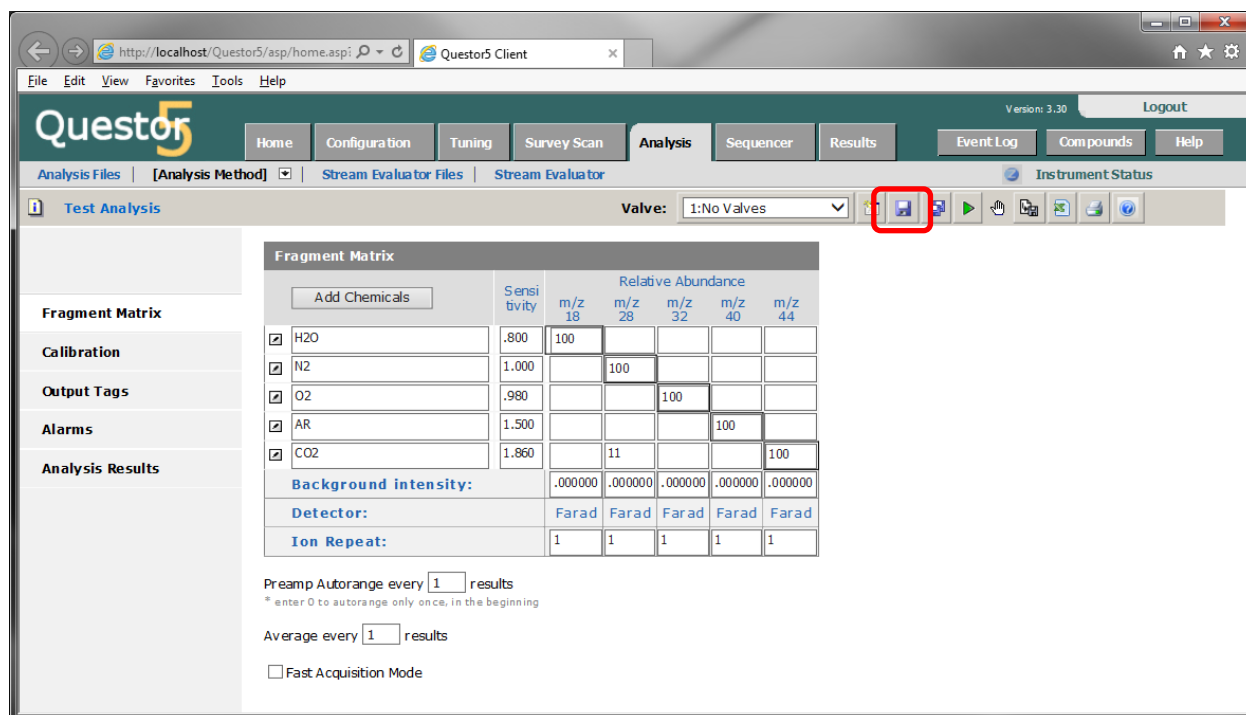 http://localhost/Questor5/asp/home.asp?
Questor5 Client
File Edit View Favorites Tools Help
Questor5
Version: 3.30 Logout
Home Configuration Tuning Survey Scan Analysis Sequencer Results Event Log Compounds Help
Analysis Files | [Analysis Method] | Stream Evaluator Files | Stream Evaluator Instrument Status
Test Analysis Valve: 1:No Valves
Fragment Matrix
Calibration
Output Tags
Alarms
Analysis Results
Fragment Matrix
Relative Abundance
Add Chemicals Sensi tivity m/z 18 m/z 28 m/z 32 m/z 40 m/z 44
H2O .800 100
N2 1.000 100
O2 .980 100
AR 1.500 100
CO2 1.860 11 100
Background intensity: .000000 .000000 .000000 .000000 .000000
Detector: Farad Farad Farad Farad Farad
Ion Repeat: 1 1 1 1 1
Preamp Autorange every 1 results
* enter 0 to autorange only once, in the beginning
Average every 1 results
Fast Acquisition Mode